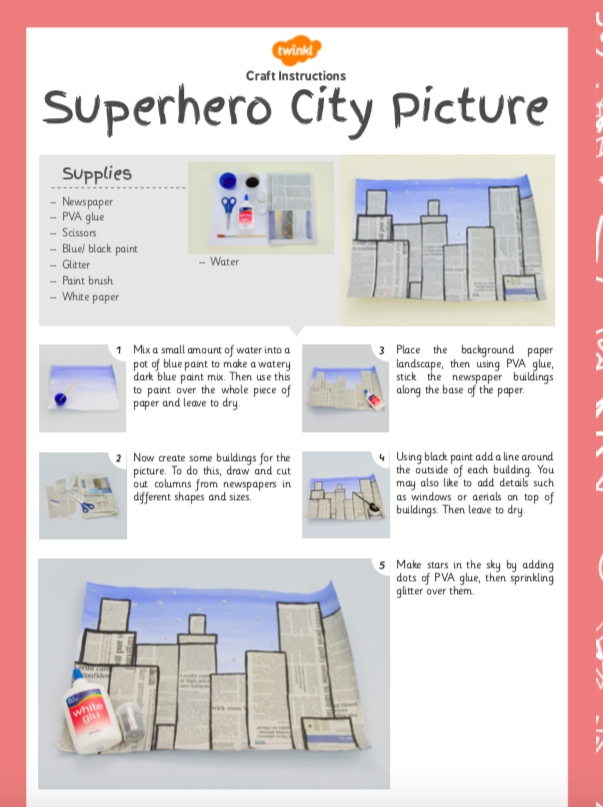 twinkl
Craft Instructions
Superhero City Picture
Supplies
– Newspaper
– PVA glue
– Scissors
– Blue/ black paint
– Glitter
– Paint brush
– White paper
– Water
1 Mix a small amount of water into a
pot of blue paint to make a watery
dark blue paint mix. Then use this
to paint over the whole piece of
paper and leave to dry.
2 Now create some buildings for the
picture. To do this, draw and cut
out columns from newspapers in
different shapes and sizes.
3 Place the background paper
landscape, then using PVA glue,
stick the newspaper buildings
along the base of the paper.
4 Using black paint add a line around
the outside of each building. You
may also like to add details such
as windows or aerials on top of
buildings. Then leave to dry.
5 Make stars in the sky by adding
dots of PVA glue, then sprinkling
glitter over them.
white
glu